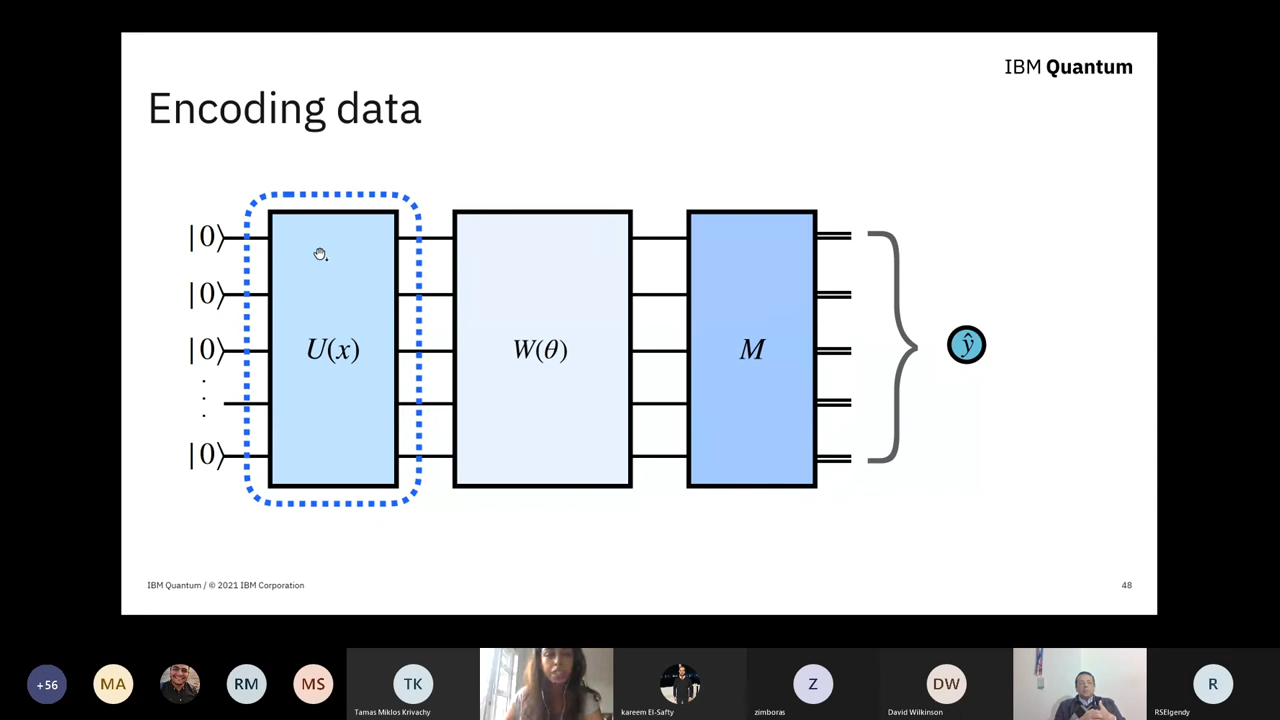 IBM Quantum
Encoding data
|0⟩
|0⟩
|0⟩
U(x)
W(θ)
M
ŷ
.
.
.
|0⟩
IBM Quantum / © 2021 IBM Corporation
48
+56
MA
RM
MS
TK
Z
DW
R
Tamas Miklos Krivachy
kareem El-Safty
zimboras
David Wilkinson
RSElgendy